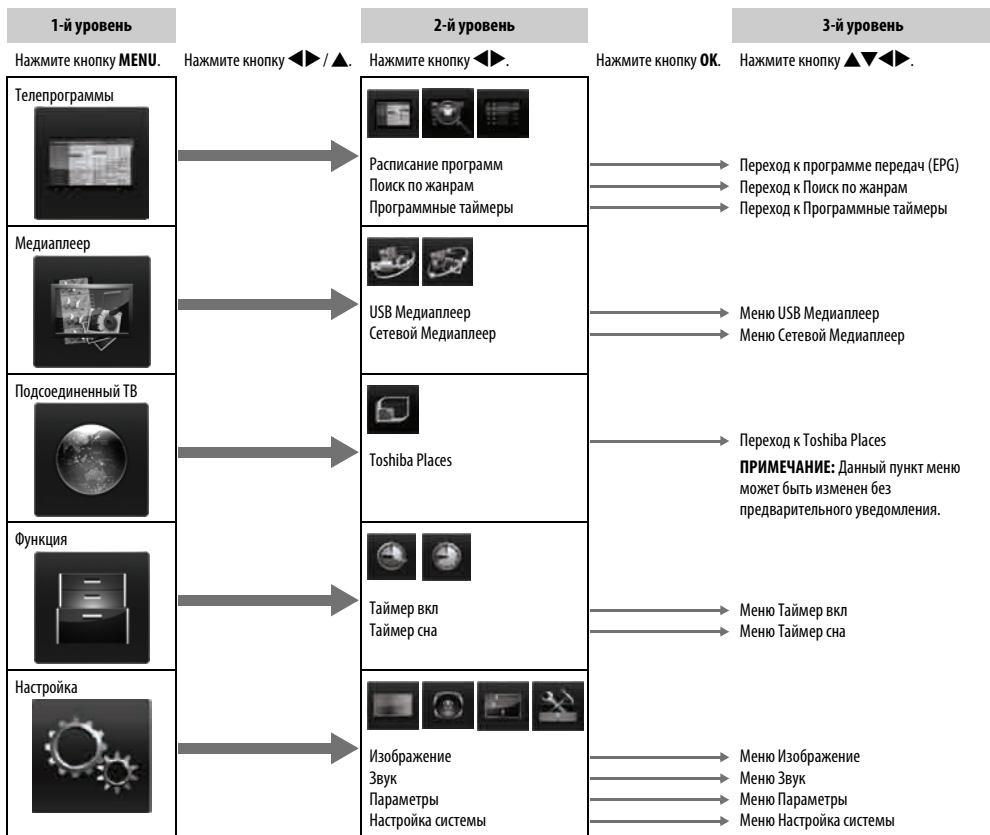 1-й уровень
2-й уровень
3-й уровень
Нажмите кнопку MENU.
Нажмите кнопку ◀▶ / ▲.
Нажмите кнопку ◀▶.
Нажмите кнопку OK.
Нажмите кнопку ▲▼◀▶.
Телепрограммы
Расписание программ
Поиск по жанрам
Программные таймеры
Переход к программе передач (EPG)
Переход к Поиск по жанрам
Переход к Программные таймеры
Медиаплеер
USB Медиаплеер
Сетевой Медиаплеер
Меню USB Медиаплеер
Меню Сетевой Медиаплеер
Подсоединенный ТВ
Toshiba Places
Переход к Toshiba Places
ПРИМЕЧАНИЕ: Данный пункт меню
может быть изменен без
предварительного уведомления.
Функция
Таймер вкл
Таймер сна
Меню Таймер вкл
Меню Таймер сна
Настройка
Изображение
Звук
Параметры
Настройка системы
Меню Изображение
Меню Звук
Меню Параметры
Меню Настройка системы